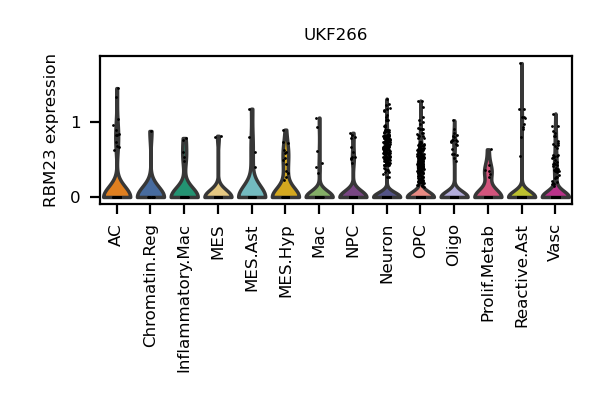 UKF266
RBM23 expression
1
0
AC
Chromatin.Reg
Inflammatory.Mac
MES
MES.Ast
MES.Hyp
Mac
NPC
Neuron
OPC
Oligo
Prolif.Metab
Reactive.Ast
Vasc